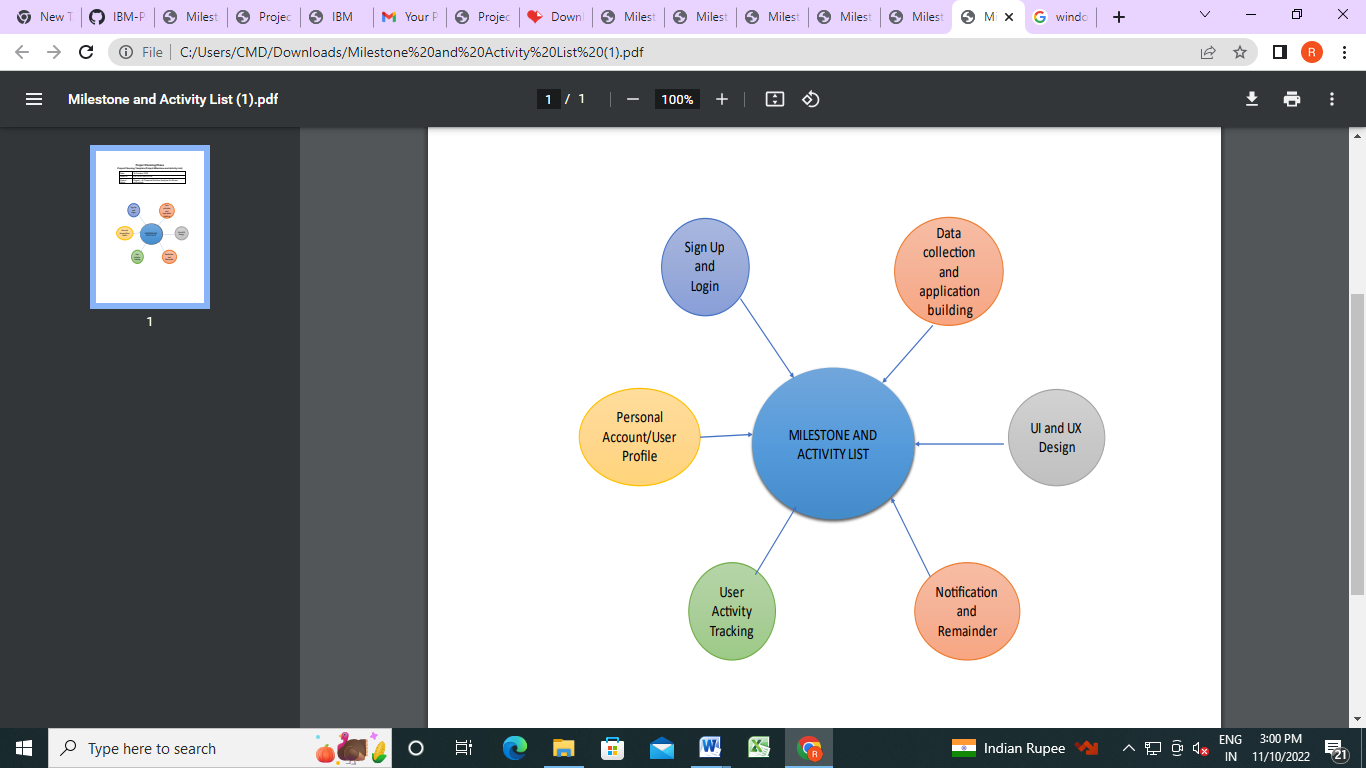 New T
IBM-P
Milest
Projec
IBM
Your P
Projec
Downl
Milest
Milest
Milest
Milest
Milest
Mi
windo
File
C:/Users/CMD/Downloads/Milestone%20and%20Activity%20List%20(1).pdf
R
Milestone and Activity List (1).pdf
1 / 1
100%
1
Sign Up
and
Login
Data
collection
and
application
building
Personal
Account/User
Profile
MILESTONE AND
ACTIVITY LIST
UI and UX
Design
User
Activity
Tracking
Notification
and
Remainder
Type here to search
Indian Rupee
ENG
IN
3:00 PM
11/10/2022
21